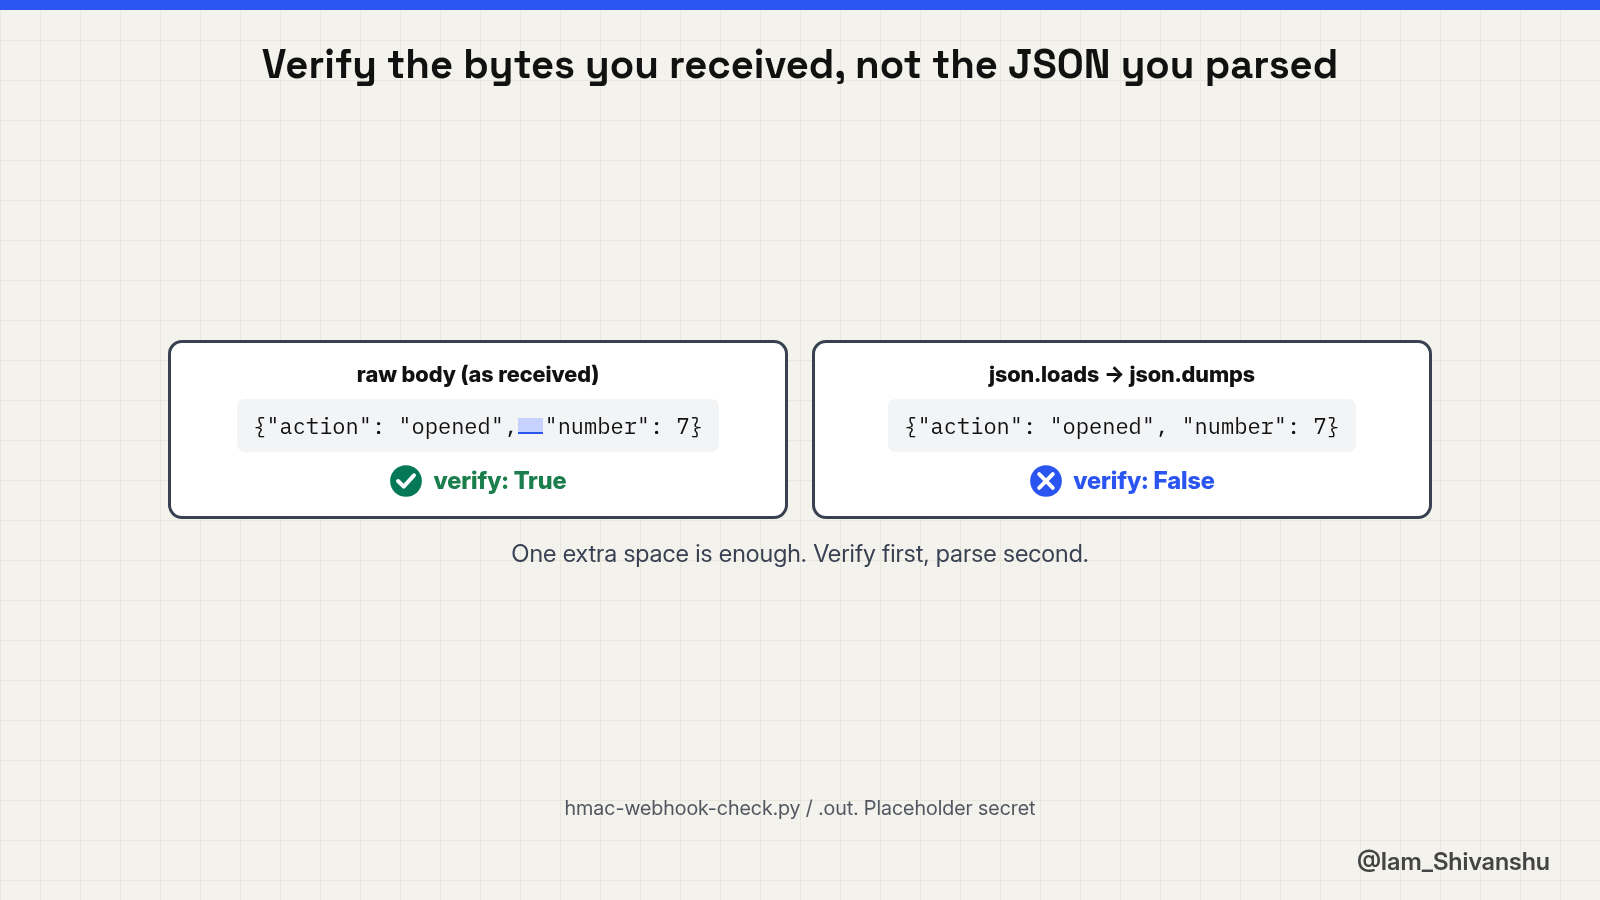 Verify the bytes you received, not the JSON you parsed
raw body (as received)
{"action": "opened",  "number": 7}
verify: True
json.loads → json.dumps
{"action": "opened", "number": 7}
verify: False
One extra space is enough. Verify first, parse second.
hmac-webhook-check.py / .out. Placeholder secret
@Iam_Shivanshu